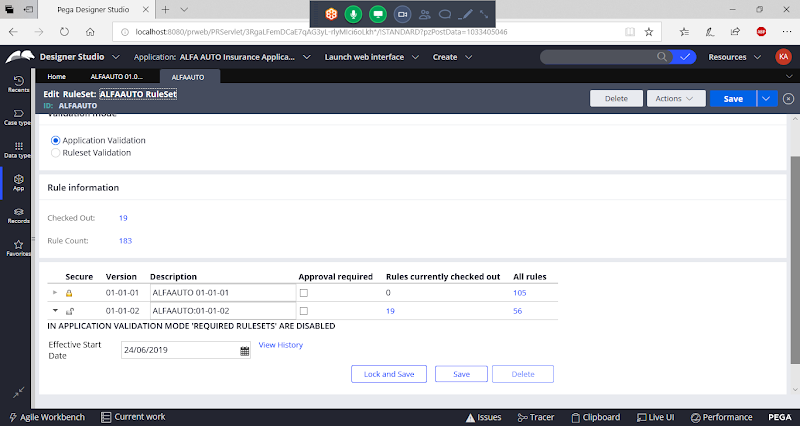 Pega Designer Studio
localhost:8080/prweb/PRServlet/3RgaLFemDCaE7qAG3yL-rlyMIci6oLkh*/!STANDARD?pzPostData=1033405046
Designer Studio Application: ALFA AUTO Insurance Applica... Launch web interface Create Resources KA
Home ALFAAUTO 01.0... ALFAAUTO
Edit RuleSet: ALFAAUTO RuleSet
ID: ALFAAUTO
Delete Actions Save
Recents
Case types
Data types
App
Records
Favorites
Validation mode
Application Validation
Ruleset Validation
Rule information
Checked Out: 19
Rule Count: 183
Secure Version Description Approval required Rules currently checked out All rules
01-01-01 ALFAAUTO 01-01-01 0 105
01-01-02 ALFAAUTO:01-01-02 19 56
IN APPLICATION VALIDATION MODE 'REQUIRED RULESETS' ARE DISABLED
Effective Start Date 24/06/2019 View History
Lock and Save Save Delete
Agile Workbench Current work Issues Tracer Clipboard Live UI Performance PEGA